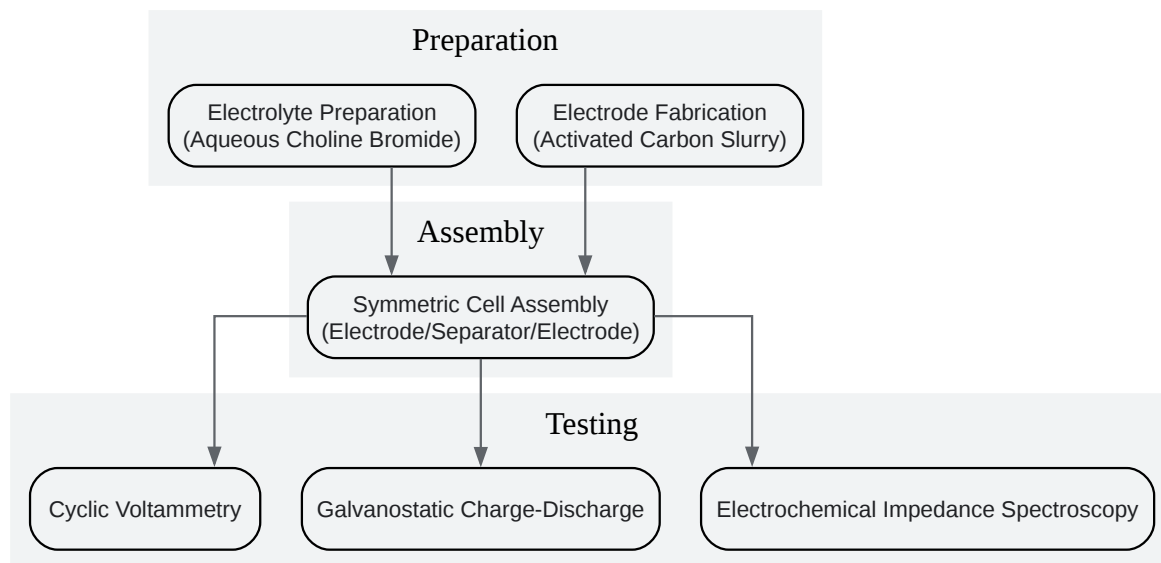 Preparation
Electrolyte Preparation
(Aqueous Choline Bromide)
Electrode Fabrication
(Activated Carbon Slurry)
Assembly
Symmetric Cell Assembly
(Electrode/Separator/Electrode)
Testing
Cyclic Voltammetry
Galvanostatic Charge-Discharge
Electrochemical Impedance Spectroscopy